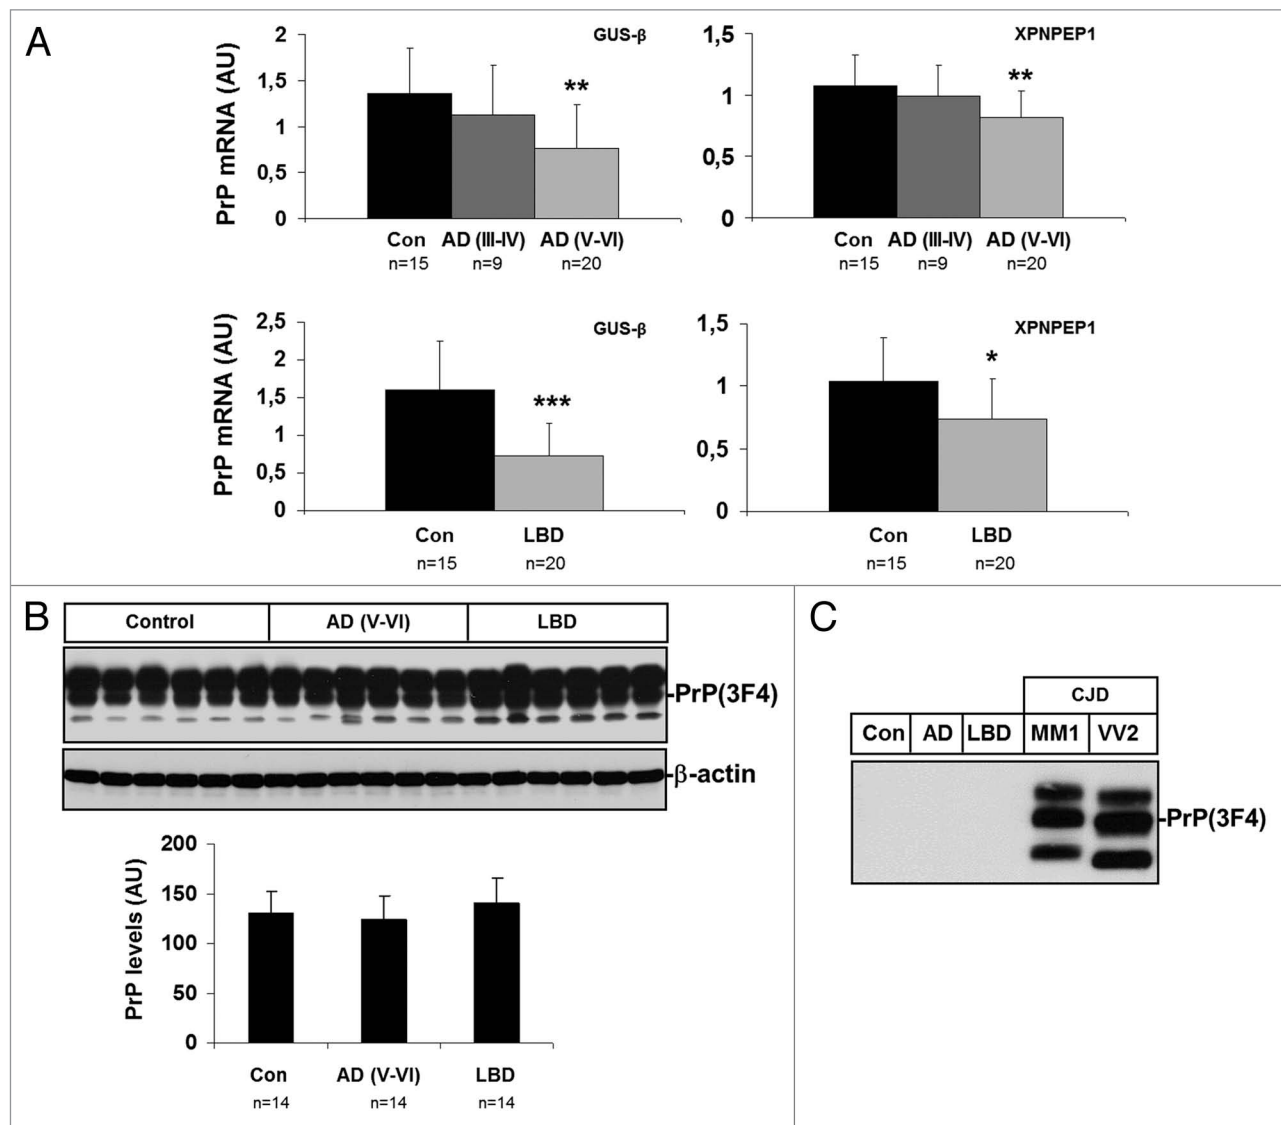 A
PrP mRNA (AU)
2
1,5
1
0,5
0
GUS-β
**
Con AD (III-IV) AD (V-VI)
n=15 n=9 n=20
1,5
1
0,5
0
XPNPEP1
**
Con AD (III-IV) AD (V-VI)
n=15 n=9 n=20
PrP mRNA (AU)
2,5
2
1,5
1
0,5
0
GUS-β
***
Con LBD
n=15 n=20
1,5
1
0,5
0
XPNPEP1
*
Con LBD
n=15 n=20
B
Control AD (V-VI) LBD
-PrP(3F4)
-β-actin
PrP levels (AU)
200
150
100
50
0
Con AD (V-VI) LBD
n=14 n=14 n=14
C
CJD
Con AD LBD MM1 VV2
-PrP(3F4)